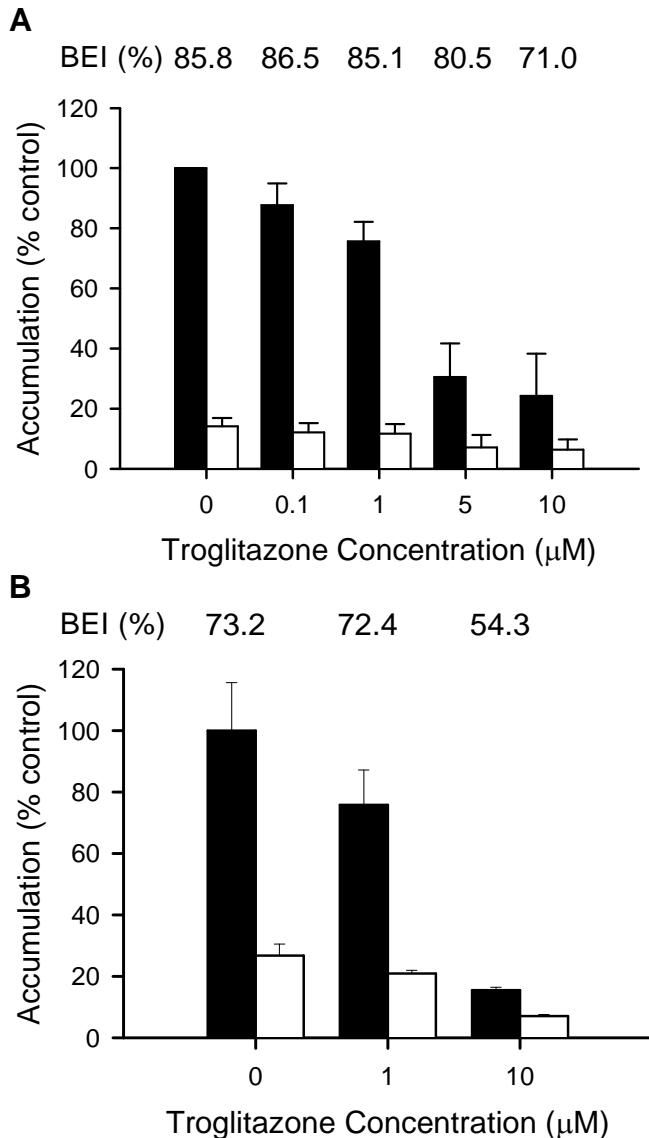 A
BEI (%) 85.8 86.5 85.1 80.5 71.0
Accumulation (% control)
120
100
80
60
40
20
0
0 0.1 1 5 10
Troglitazone Concentration (μM)
B
BEI (%) 73.2 72.4 54.3
Accumulation (% control)
120
100
80
60
40
20
0
0 1 10
Troglitazone Concentration (μM)